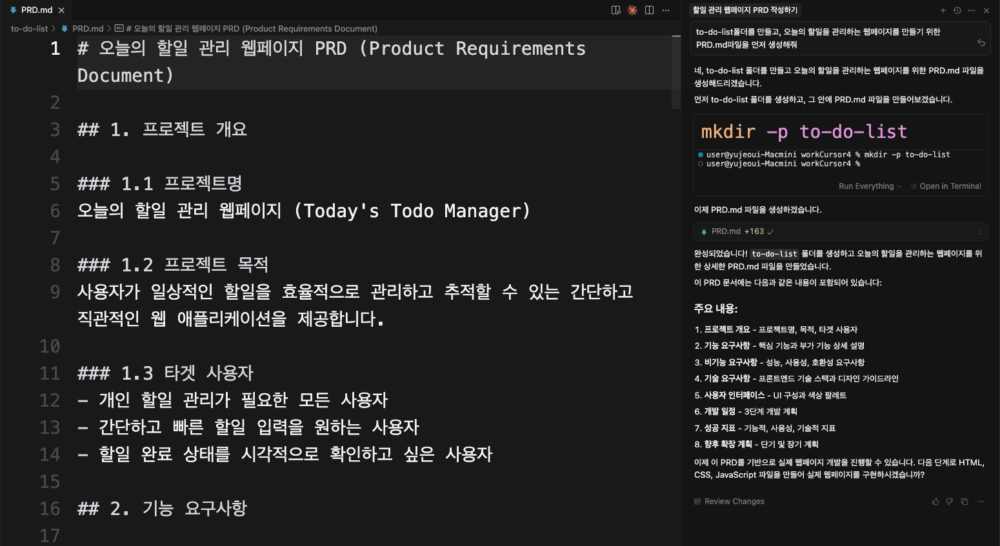 PRD.md
to-do-list > PRD.md > # 오늘의 할일 관리 웹페이지 PRD (Product Requirements Document)
1 # 오늘의 할일 관리 웹페이지 PRD (Product Requirements
Document)
2
3 ## 1. 프로젝트 개요
4
5 ### 1.1 프로젝트명
6 오늘의 할일 관리 웹페이지 (Today's Todo Manager)
7
8 ### 1.2 프로젝트 목적
9 사용자가 일상적인 할일을 효율적으로 관리하고 추적할 수 있는 간단하고
직관적인 웹 애플리케이션을 제공합니다.
10
11 ### 1.3 타겟 사용자
12 - 개인 할일 관리가 필요한 모든 사용자
13 - 간단하고 빠른 할일 입력을 원하는 사용자
14 - 할일 완료 상태를 시각적으로 확인하고 싶은 사용자
15
16 ## 2. 기능 요구사항
17
할일 관리 웹페이지 PRD 작성하기
to-do-list폴더를 만들고, 오늘의 할일을 관리하는 웹페이지를 만들기 위한
PRD.md파일을 먼저 생성해줘
네, to-do-list 폴더를 만들고 오늘의 할일을 관리하는 웹페이지를 위한 PRD.md 파일을
생성해드리겠습니다.
먼저 to-do-list 폴더를 생성하고, 그 안에 PRD.md 파일을 만들어보겠습니다.
mkdir -p to-do-list
user@yujeoui-Macmini workCursor4 % mkdir -p to-do-list
user@yujeoui-Macmini workCursor4 %
Run Everything Open in Terminal
이제 PRD.md 파일을 생성하겠습니다.
PRD.md +163
완성되었습니다! to-do-list 폴더를 생성하고 오늘의 할일을 관리하는 웹페이지를 위
한 상세한 PRD.md 파일을 만들었습니다.
이 PRD 문서에는 다음과 같은 내용이 포함되어 있습니다:
주요 내용:
1. 프로젝트 개요 - 프로젝트명, 목적, 타겟 사용자
2. 기능 요구사항 - 핵심 기능과 부가 기능 상세 설명
3. 비기능 요구사항 - 성능, 사용성, 호환성 요구사항
4. 기술 요구사항 - 프론트엔드 기술 스택과 디자인 가이드라인
5. 사용자 인터페이스 - UI 구성과 색상 팔레트
6. 개발 일정 - 3단계 개발 계획
7. 성공 지표 - 기능적, 사용성, 기술적 지표
8. 향후 확장 계획 - 단기 및 장기 계획
이제 이 PRD를 기반으로 실제 웹페이지 개발을 진행할 수 있습니다. 다음 단계로 HTML,
CSS, JavaScript 파일을 만들어 실제 웹페이지를 구현하시겠습니까?
Review Changes